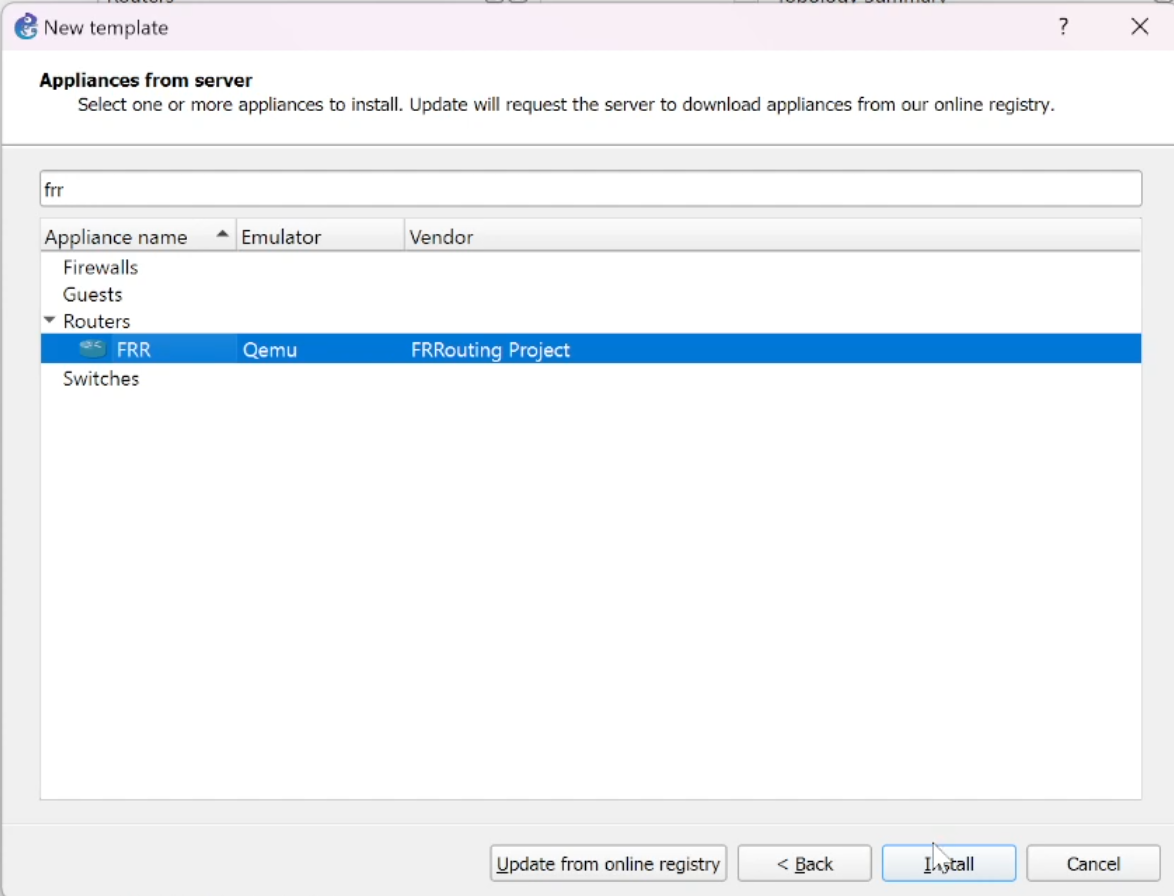 New template
?
Appliances from server
Select one or more appliances to install. Update will request the server to download appliances from our online registry.
frr
Appliance name Emulator Vendor
Firewalls
Guests
Routers
FRR Qemu FRRouting Project
Switches
Update from online registry < Back Install Cancel